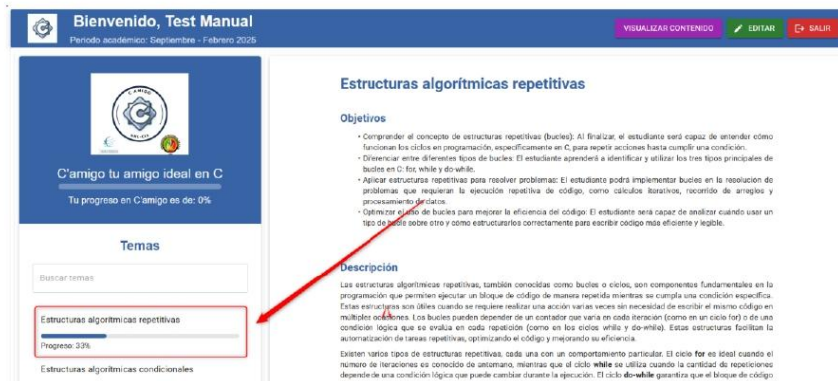 Bienvenido, Test Manual
Periodo académico: Septiembre - Febrero 2025
VISUALIZAR CONTENIDO
EDITAR
SALIR
C'AMIGO
C'amigo tu amigo ideal en C
Tu progreso en C'amigo es de: 0%
Temas
Buscar temas
Estructuras algorítmicas repetitivas
Progreso: 33%
Estructuras algorítmicas condicionales
Estructuras algorítmicas repetitivas
Objetivos
• Comprender el concepto de estructuras repetitivas (bucles): Al finalizar, el estudiante será capaz de entender cómo
funcionan los ciclos en programación, específicamente en C, para repetir acciones hasta cumplir una condición.
• Diferenciar entre diferentes tipos de bucles: El estudiante aprenderá a identificar y utilizar los tres tipos principales de
bucles en C: for, while y do-while.
• Aplicar estructuras repetitivas para resolver problemas: El estudiante podrá implementar bucles en la resolución de
problemas que requieran la ejecución repetitiva de código, como cálculos iterativos, recorrido de arreglos y
procesamiento de datos.
• Optimizar el uso de bucles para mejorar la eficiencia del código: El estudiante será capaz de analizar cuándo usar un
tipo de bucle sobre otro y cómo estructurarlos correctamente para escribir código más eficiente y legible.
Descripción
Las estructuras algorítmicas repetitivas, también conocidas como bucles o ciclos, son componentes fundamentales en la
programación que permiten ejecutar un bloque de código de manera repetida mientras se cumpla una condición específica.
Estas estructuras son útiles cuando se requiere realizar una acción varias veces sin necesidad de escribir el mismo código en
múltiples ocasiones. Los bucles pueden depender de un contador que varía en cada iteración (como en un ciclo for) o de una
condición lógica que se evalúa en cada repetición (como en los ciclos while y do-while). Estas estructuras facilitan la
automatización de tareas repetitivas, optimizando el código y mejorando su eficiencia.
Existen varios tipos de estructuras repetitivas, cada una con un comportamiento particular. El ciclo for es ideal cuando el
número de iteraciones es conocido de antemano, mientras que el ciclo while se utiliza cuando la cantidad de repeticiones
depende de una condición lógica que puede cambiar durante la ejecución. El ciclo do-while garantiza que el bloque de código